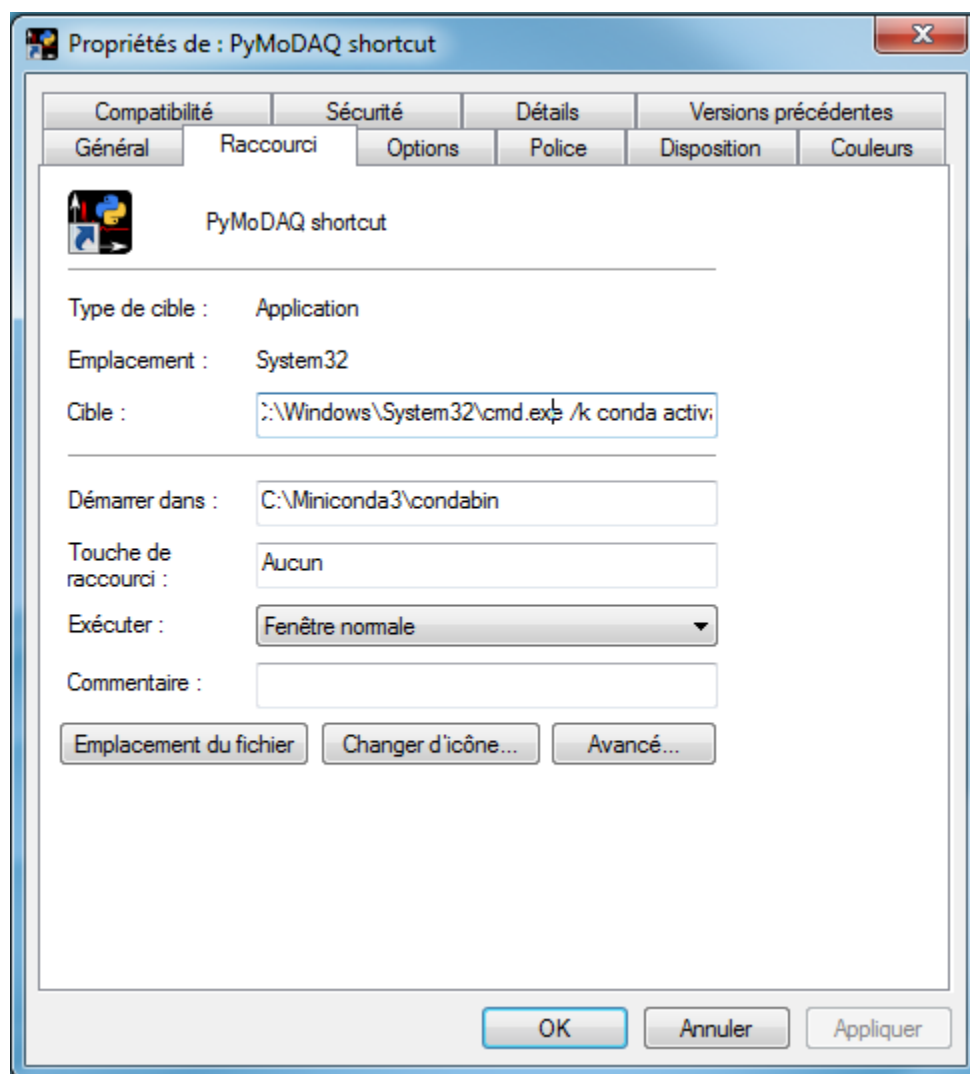 Propriétés de : PyMoDAQ shortcut
Compatibilité Sécurité Détails Versions précédentes
Général Raccourci Options Police Disposition Couleurs
PyMoDAQ shortcut
Type de cible : Application
Emplacement : System32
Cible : C:\Windows\System32\cmd.exe /k conda activa
Démarrer dans : C:\Miniconda3\condabin
Touche de
raccourci : Aucun
Exécuter : Fenêtre normale
Commentaire :
Emplacement du fichier Changer d'icône... Avancé...
OK Annuler Appliquer